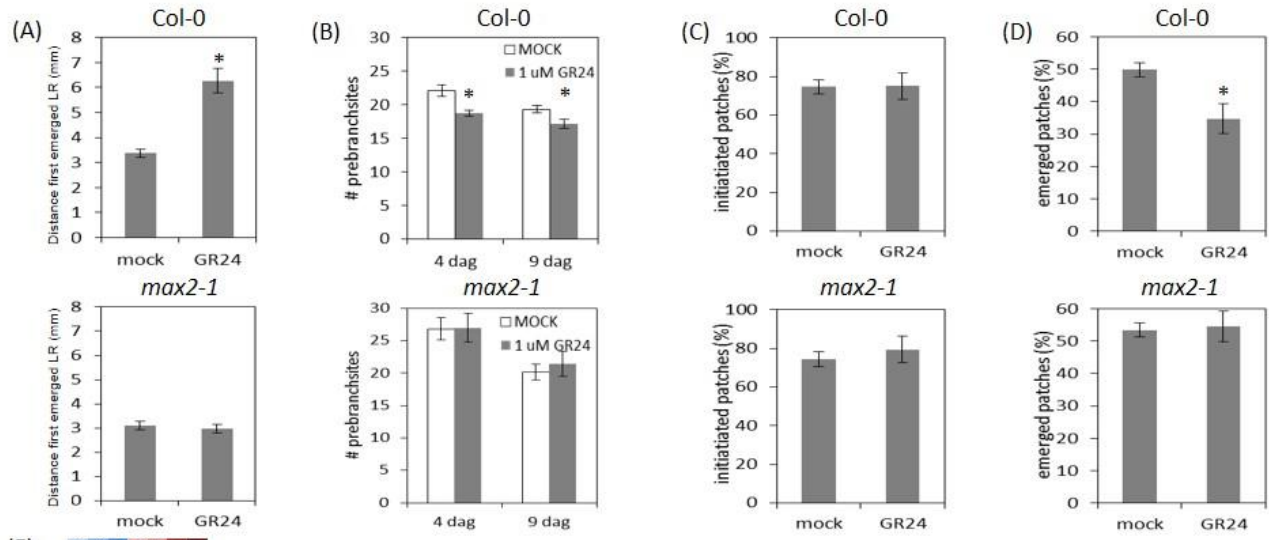 (A)
Col-0
Distance first emerged LR (mm)
8
7
6
5
4
3
2
1
0
*
mock
GR24
max2-1
Distance first emerged LR (mm)
8
7
6
5
4
3
2
1
0
mock
GR24
(B)
Col-0
# prebranchsites
30
25
20
15
10
5
0
MOCK
1 uM GR24
*
*
4 dag
9 dag
max2-1
# prebranchsites
30
25
20
15
10
5
0
MOCK
1 uM GR24
4 dag
9 dag
(C)
Col-0
initiatiated patches (%)
100
80
60
40
20
0
mock
GR24
max2-1
initiatiated patches (%)
100
80
60
40
20
0
mock
GR24
(D)
Col-0
emerged patches (%)
60
50
40
30
20
10
0
*
mock
GR24
max2-1
emerged patches (%)
60
50
40
30
20
10
0
mock
GR24